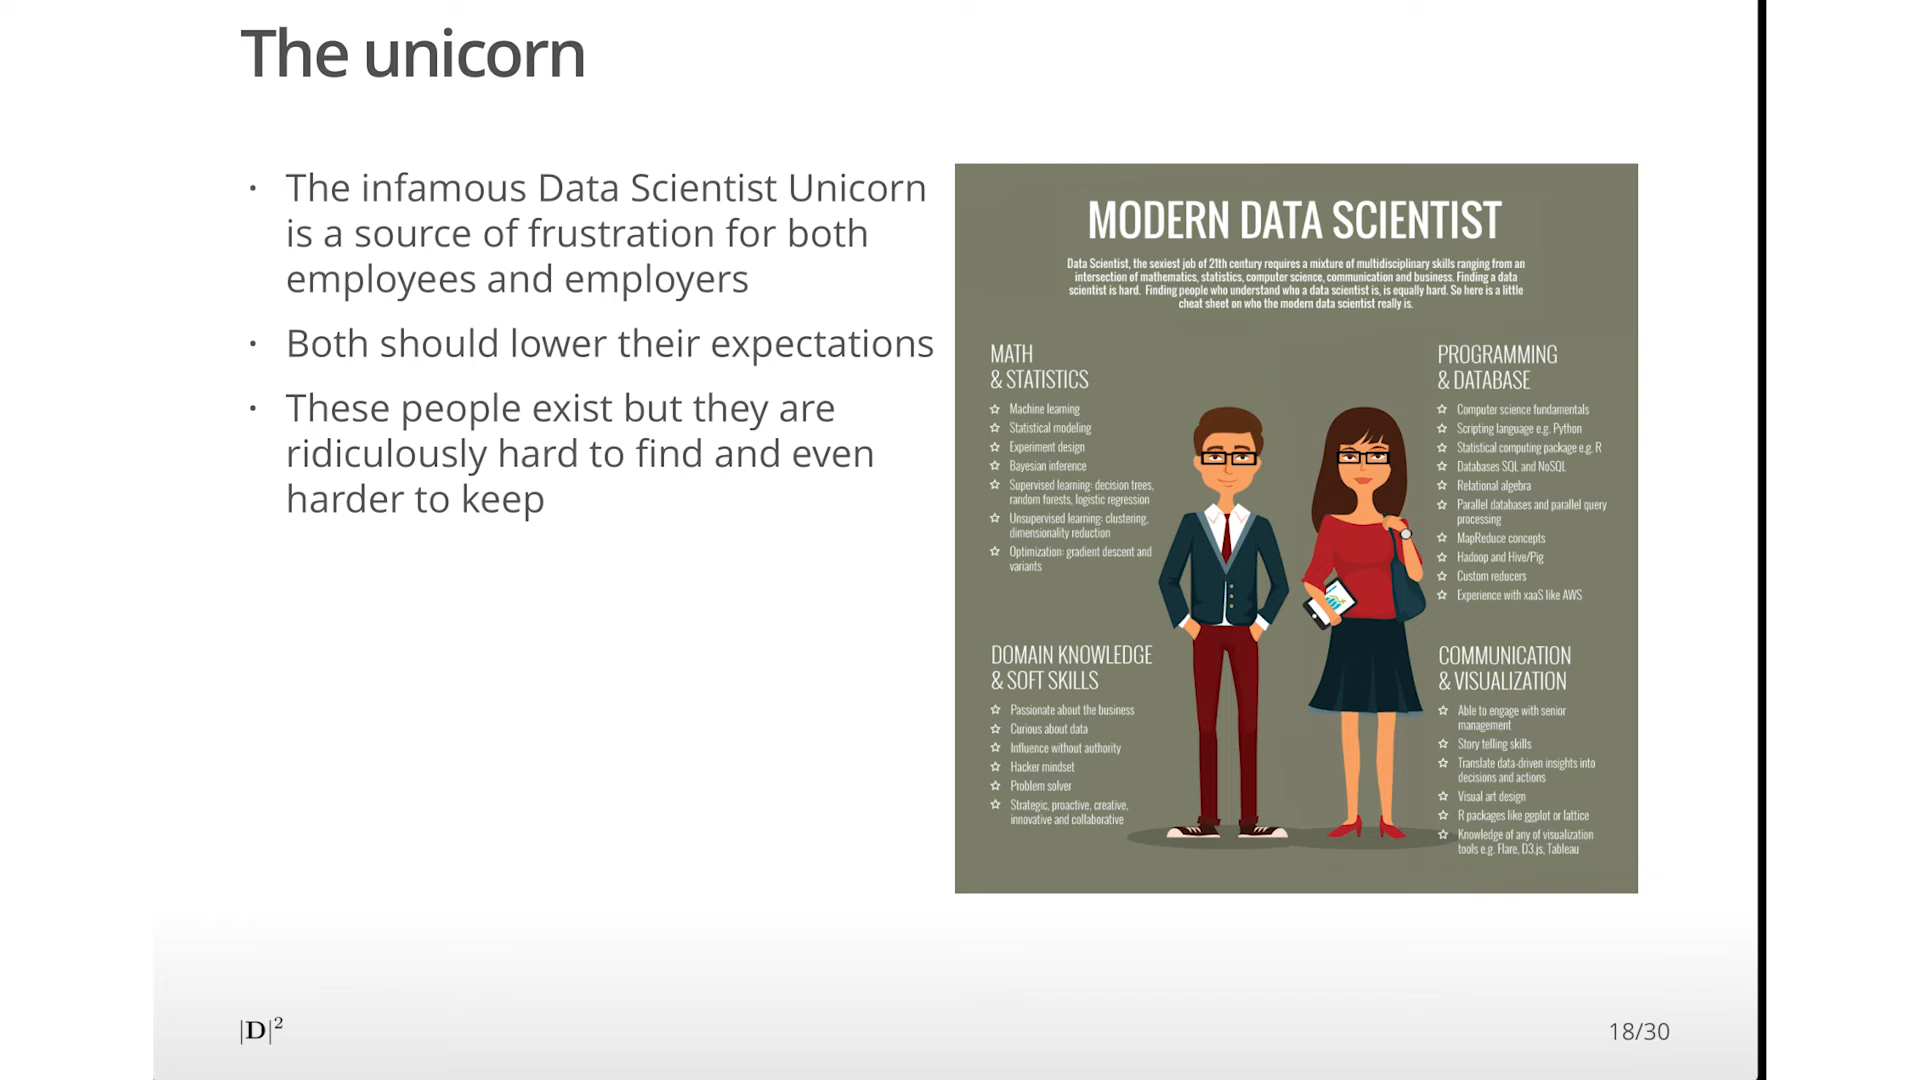 The unicorn
· The infamous Data Scientist Unicorn
is a source of frustration for both
employees and employers
· Both should lower their expectations
· These people exist but they are
ridiculously hard to find and even
harder to keep
MODERN DATA SCIENTIST
Data Scientist, the sexiest job of 21th century requires a mixture of multidisciplinary skills ranging from an
intersection of mathematics, statistics, computer science, communication and business. Finding a data
scientist is hard. Finding people who understand who a data scientist is, is equally hard. So here is a little
cheat sheet on who the modern data scientist really is.
MATH
& STATISTICS
☆ Machine learning
☆ Statistical modeling
☆ Experiment design
☆ Bayesian inference
☆ Supervised learning: decision trees,
random forests, logistic regression
☆ Unsupervised learning: clustering,
dimensionality reduction
☆ Optimization: gradient descent and
variants
PROGRAMMING
& DATABASE
☆ Computer science fundamentals
☆ Scripting language e.g. Python
☆ Statistical computing package e.g. R
☆ Databases SQL and NoSQL
☆ Relational algebra
☆ Parallel databases and parallel query
processing
☆ MapReduce concepts
☆ Hadoop and Hive/Pig
☆ Custom reducers
☆ Experience with xaaS like AWS
DOMAIN KNOWLEDGE
& SOFT SKILLS
☆ Passionate about the business
☆ Curious about data
☆ Influence without authority
☆ Hacker mindset
☆ Problem solver
☆ Strategic, proactive, creative,
innovative and collaborative
COMMUNICATION
& VISUALIZATION
☆ Able to engage with senior
management
☆ Story telling skills
☆ Translate data-driven insights into
decisions and actions
☆ Visual art design
☆ R packages like ggplot or lattice
☆ Knowledge of any of visualization
tools e.g. Flare, D3.js, Tableau
|D|²
18/30